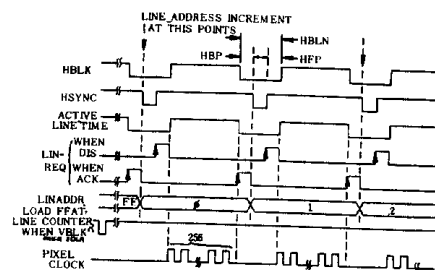 LINE ADDRESS INCREMENT
AT THIS POINTS
HBLN
HBP
HFP
HBLK
HSYNC
ACTIVE
LINE TIME
LIN-
REQ
WHEN
DIS
WHEN
ACK
LINADDR
FF
1
2
LOAD FFAT
LINE COUNTER
WHEN VBLK
256
PIXEL
CLOCK